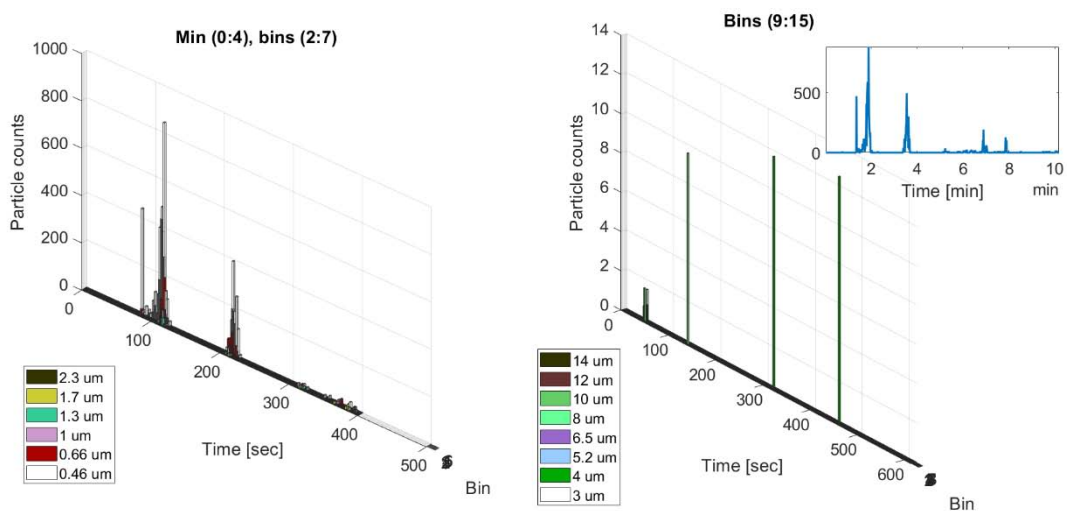 Min (0:4), bins (2:7)
1000
800
600
400
200
0
Particle counts
0
100
200
300
400
500
Time [sec]
Bin
2.3 um
1.7 um
1.3 um
1 um
0.66 um
0.46 um
Bins (9:15)
14
12
10
8
6
4
2
0
Particle counts
0
100
200
300
400
500
600
Time [sec]
Bin
14 um
12 um
10 um
8 um
6.5 um
5.2 um
4 um
3 um
500
0
2
4
6
8
10
Time [min]
min